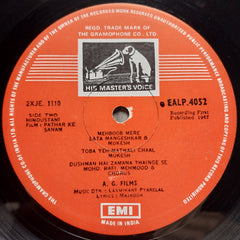 REGD. TRADE MARK OF
THE GRAMOPHONE CO. LTD
HIS MASTER'S VOICE
2XJE. 1110
EALP. 4052
SIDE TWO
HINDUSTANI
FILM : PATHAR KE
SANAM
Recording First
Published 1967
MEHBOOB MERE
LATA MANGESHKAR &
MUKESH
TOBA YEH MATWALI CHAAL
MUKESH
DUSHMAN HAI ZAMANA THAINGE SE
MOHD. RAFI, MEHMOOD &
CHORUS
A. G. FILMS
MUSIC DTR. : LAXMIKANT PYARELAL
LYRICS : MAJROOH
EMI
MADE IN INDIA